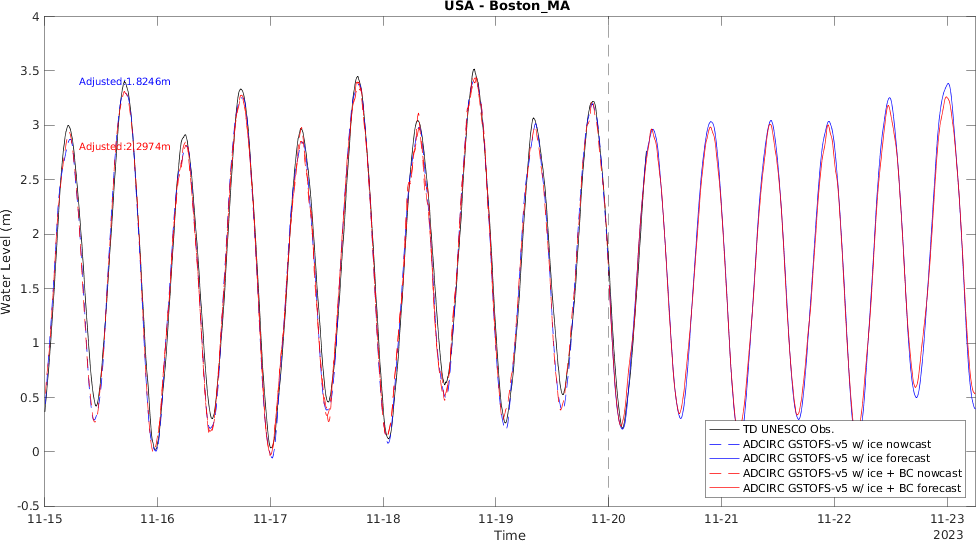 USA - Boston_MA
4
3.5
3
2.5
2
1.5
1
0.5
0
-0.5
Water Level (m)
Adjusted:1.8246m
Adjusted:2.2974m
TD UNESCO Obs.
ADCIRC GSTOFS-v5 w/ ice nowcast
ADCIRC GSTOFS-v5 w/ ice forecast
ADCIRC GSTOFS-v5 w/ ice + BC nowcast
ADCIRC GSTOFS-v5 w/ ice + BC forecast
11-15 11-16 11-17 11-18 11-19 11-20 11-21 11-22 11-23
Time
2023